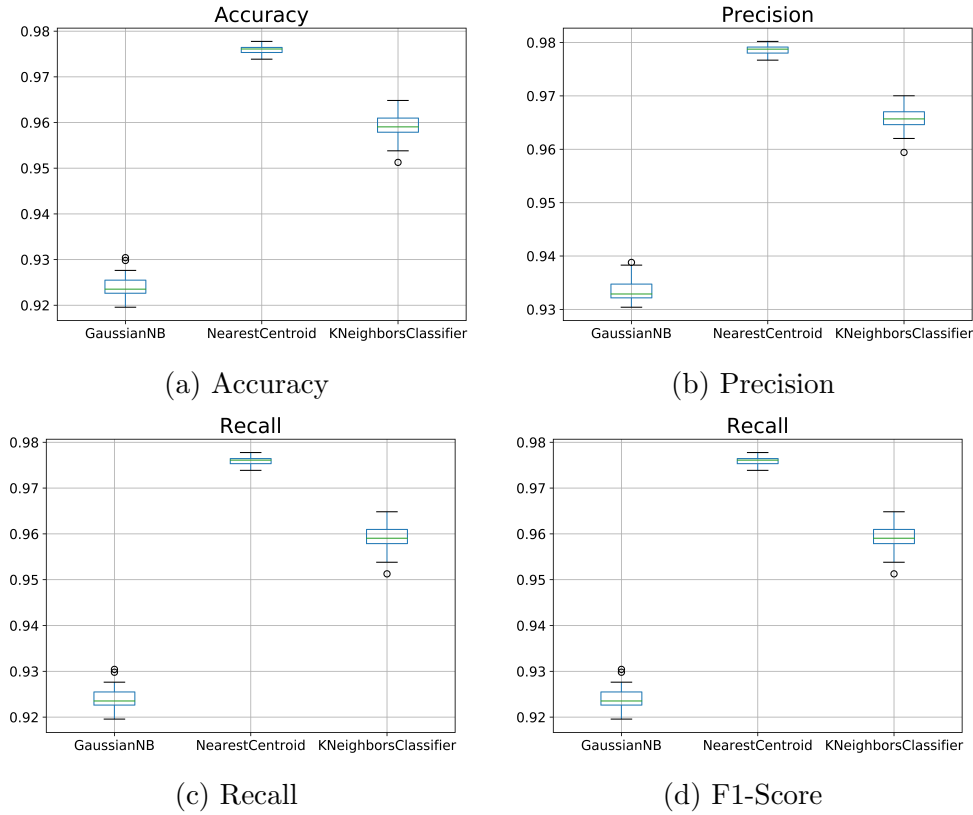 Accuracy
0.98
0.97
0.96
0.95
0.94
0.93
0.92
GaussianNB NearestCentroid KNeighborsClassifier
(a) Accuracy
Precision
0.98
0.97
0.96
0.95
0.94
0.93
GaussianNB NearestCentroid KNeighborsClassifier
(b) Precision
Recall
0.98
0.97
0.96
0.95
0.94
0.93
0.92
GaussianNB NearestCentroid KNeighborsClassifier
(c) Recall
Recall
0.98
0.97
0.96
0.95
0.94
0.93
0.92
GaussianNB NearestCentroid KNeighborsClassifier
(d) F1-Score